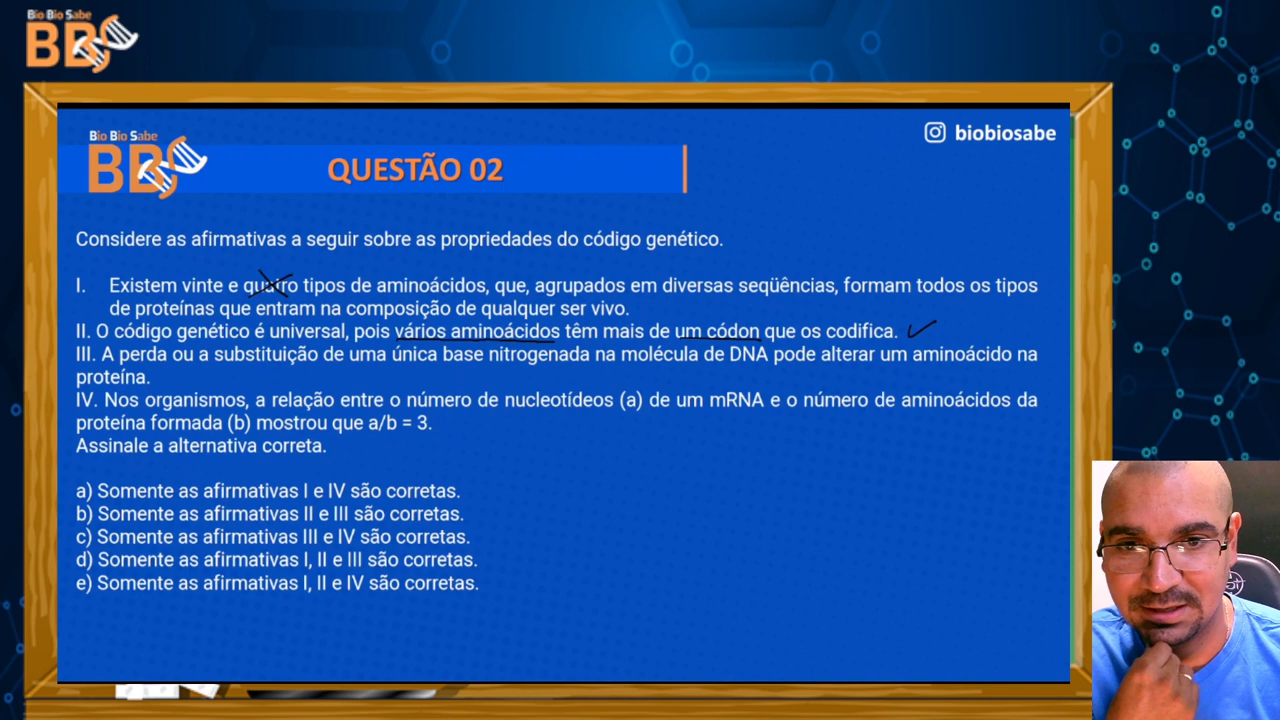 Bio Bio Sabe
BBS
Bio Bio Sabe
BBS
biobiosabe
QUESTÃO 02
Considere as afirmativas a seguir sobre as propriedades do código genético.
I. Existem vinte e quatro tipos de aminoácidos, que, agrupados em diversas seqüências, formam todos os tipos
de proteínas que entram na composição de qualquer ser vivo.
II. O código genético é universal, pois vários aminoácidos têm mais de um códon que os codifica.
III. A perda ou a substituição de uma única base nitrogenada na molécula de DNA pode alterar um aminoácido na
proteína.
IV. Nos organismos, a relação entre o número de nucleotídeos (a) de um mRNA e o número de aminoácidos da
proteína formada (b) mostrou que a/b = 3.
Assinale a alternativa correta.
a) Somente as afirmativas I e IV são corretas.
b) Somente as afirmativas II e III são corretas.
c) Somente as afirmativas III e IV são corretas.
d) Somente as afirmativas I, II e III são corretas.
e) Somente as afirmativas I, II e IV são corretas.